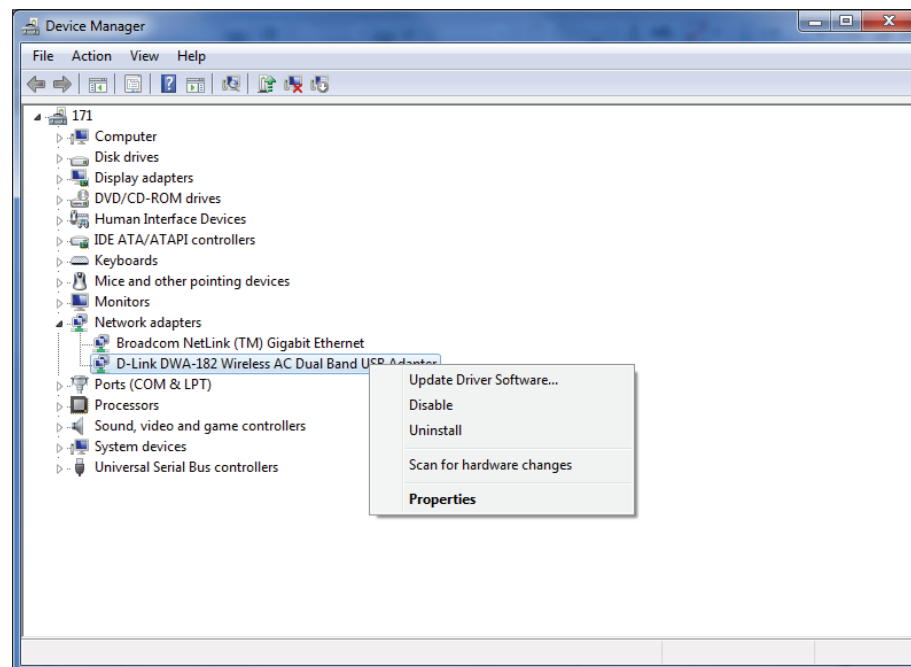 Device Manager
File Action View Help
171
Computer
Disk drives
Display adapters
DVD/CD-ROM drives
Human Interface Devices
IDE ATA/ATAPI controllers
Keyboards
Mice and other pointing devices
Monitors
Network adapters
Broadcom NetLink (TM) Gigabit Ethernet
D-Link DWA-182 Wireless AC Dual Band USB Adapter
Ports (COM & LPT)
Processors
Sound, video and game controllers
System devices
Universal Serial Bus controllers
Update Driver Software...
Disable
Uninstall
Scan for hardware changes
Properties